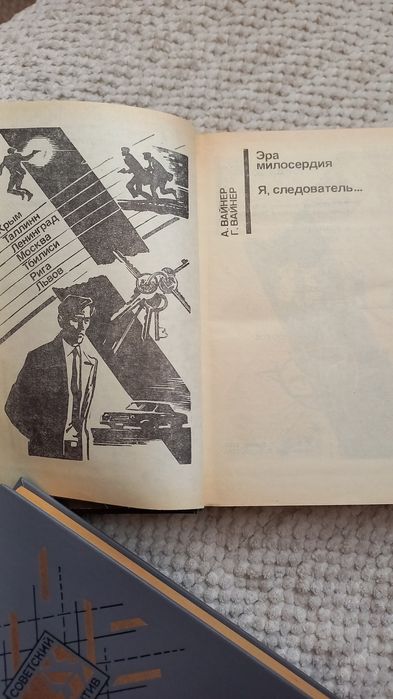 Крым
Таллинн
Ленинград
Москва
Тбилиси
Рига
Львов
А. ВАЙНЕР
Г. ВАЙНЕР
Эра
милосердия
Я, следователь...
СОВЕТСКИЙ